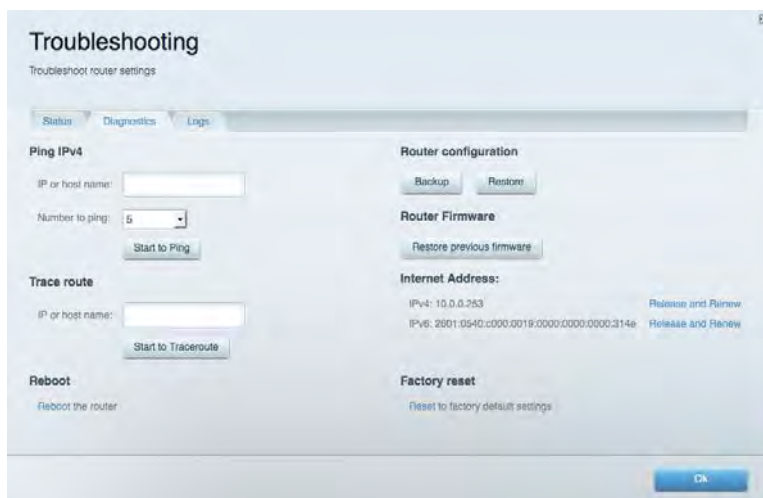 Troubleshooting
Troubleshoot router settings
Status
Diagnostics
Logs
Ping IPv4
IP or host name:
Number to ping:
5
Start to Ping
Trace route
IP or host name:
Start to Traceroute
Reboot
Reboot the router
Router configuration
Backup
Restore
Router Firmware
Restore previous firmware
Internet Address:
IPv4: 10.0.0.253
Release and Renew
IPv6: 2601:0540:c000:0019:0000:0000:0000:314e
Release and Renew
Factory reset
Reset to factory default settings
Ok